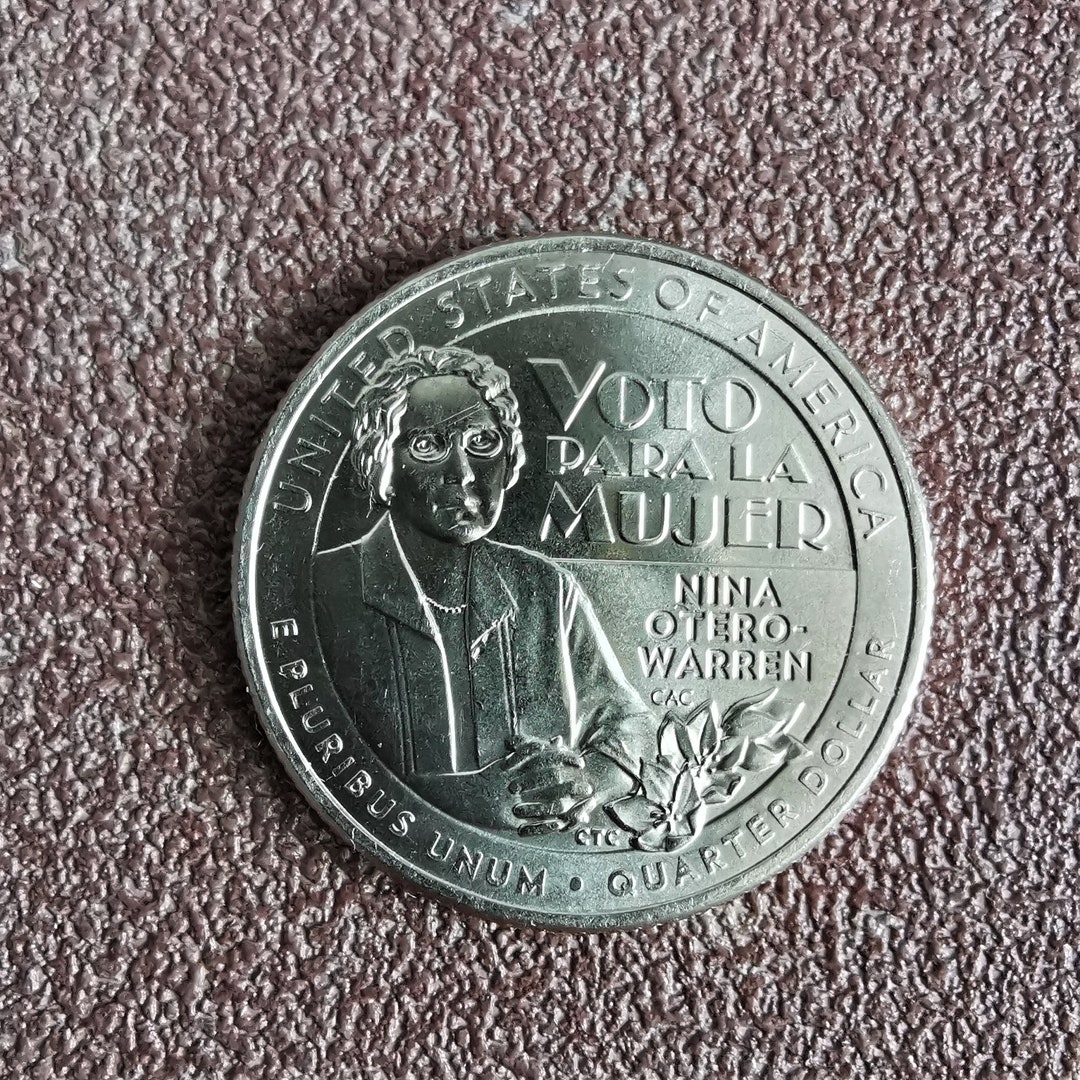 UNITED STATES OF AMERICA
VOTO
PARA LA
MUJER
NINA
OTERO-
WARREN
CAC
CTC
E PLURIBUS UNUM • QUARTER DOLLAR